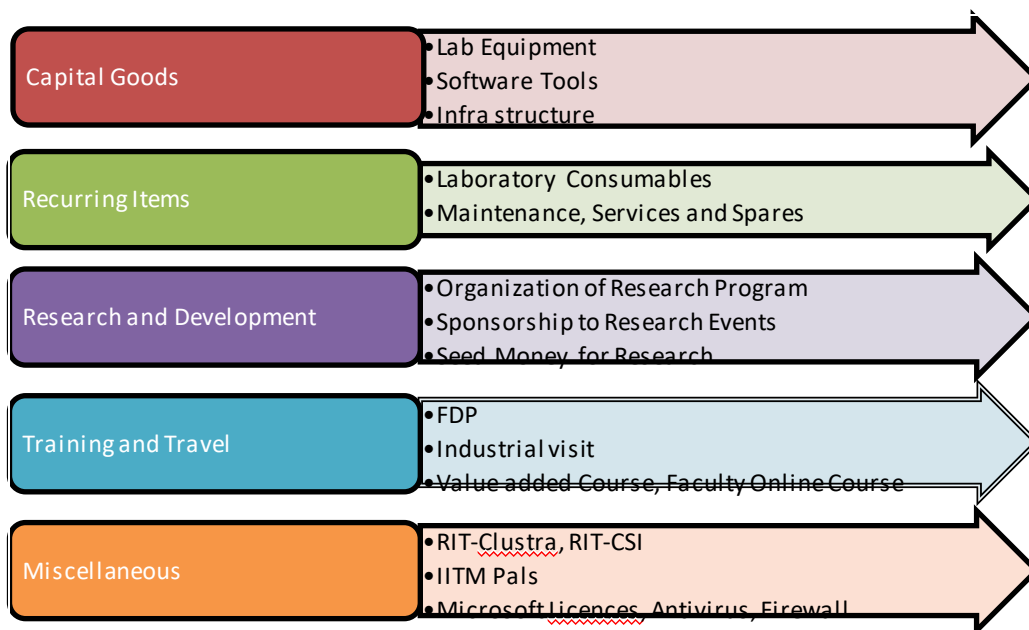 Capital Goods
•Lab Equipment
•Software Tools
•Infra structure
Recurring Items
•Laboratory Consumables
•Maintenance, Services and Spares
Research and Development
•Organization of Research Program
•Sponsorship to Research Events
•Seed Money for Research
Training and Travel
•FDP
•Industrial visit
•Value added Course, Faculty Online Course
Miscellaneous
•RIT-Clustra, RIT-CSI
•IITM Pals
•Microsoft Licences, Antivirus, Firewall